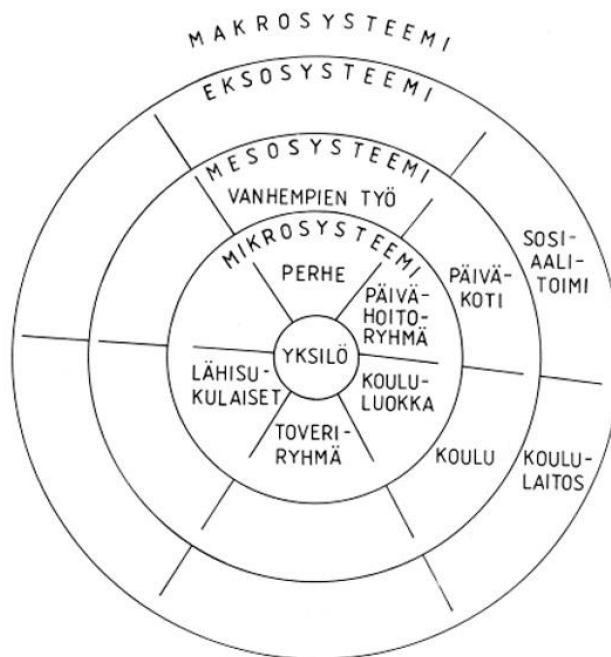 MAKROSYSTEEMI
EKSOSYSTEEMI
MESOSYSTEEMI
VANHEMPIEN TYÖ
MIKROSYSTEEMI
PERHE
PÄIVÄ-
HOITO-
RYHMÄ
PÄIVÄ-
KOTI
SOSI-
AALI-
TOIMI
YKSILÖ
LÄHISU-
KULAISET
KOULU-
LUOKKA
TOVERI-
RYHMÄ
KOULU
KOULU-
LAITOS